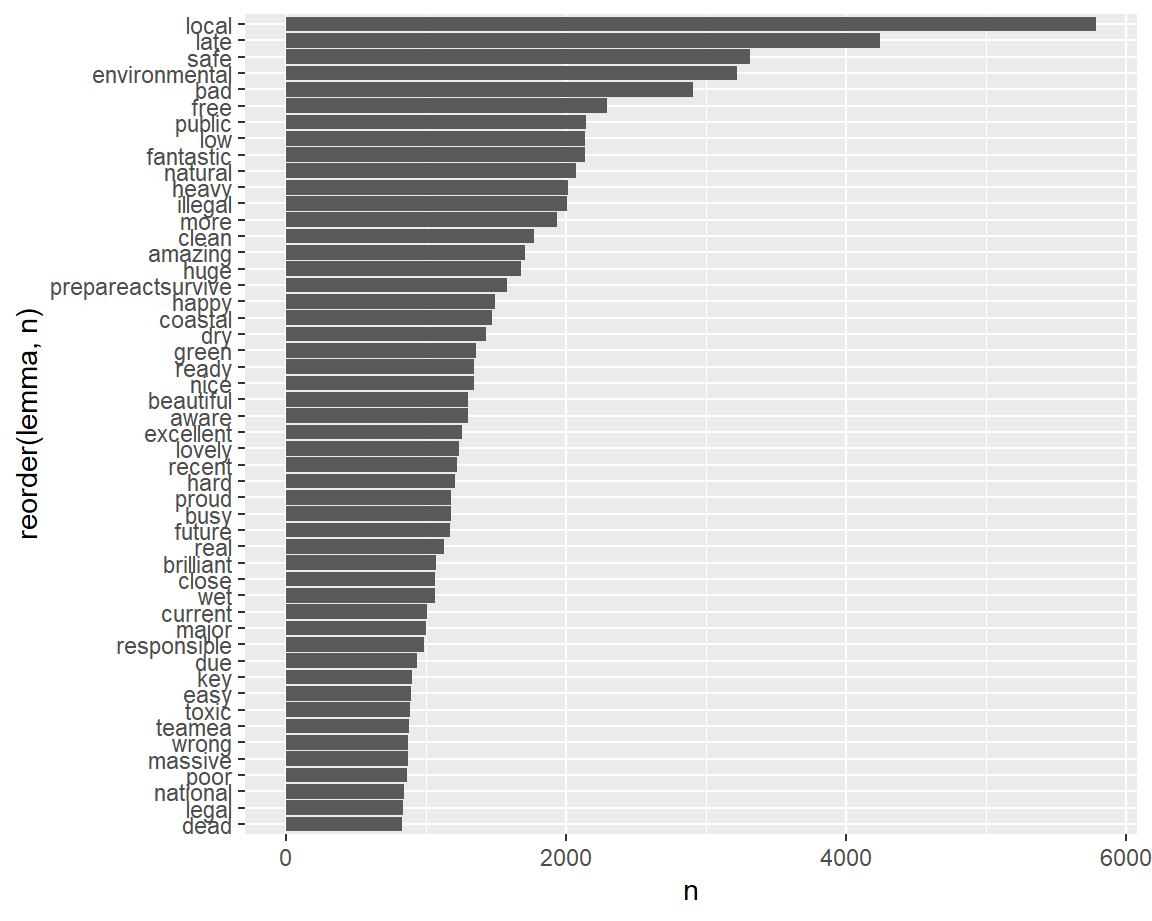 local
late
safe
environmental
bad
free
public
low
fantastic
natural
heavy
illegal
more
clean
amazing
huge
prepareactsurvive
happy
coastal
dry
green
ready
nice
beautiful
aware
excellent
lovely
recent
hard
proud
busy
future
real
brilliant
close
wet
current
major
responsible
due
key
easy
toxic
teamea
wrong
massive
poor
national
legal
dead
reorder(lemma, n)
0 2000 4000 6000
n